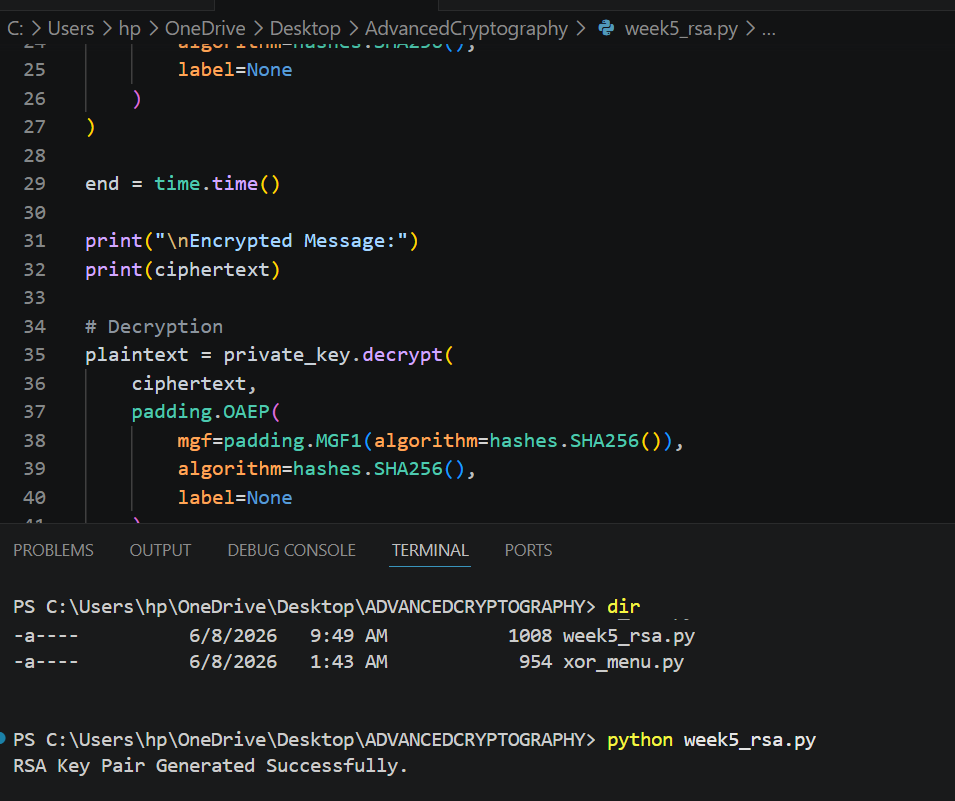 C: > Users > hp > OneDrive > Desktop > AdvancedCryptography > week5_rsa.py > ...
24 algorithm=hashes.SHA256(),
25 label=None
26 )
27 )
28
29 end = time.time()
30
31 print("\nEncrypted Message:")
32 print(ciphertext)
33
34 # Decryption
35 plaintext = private_key.decrypt(
36 ciphertext,
37 padding.OAEP(
38 mgf=padding.MGF1(algorithm=hashes.SHA256()),
39 algorithm=hashes.SHA256(),
40 label=None
41 )
PROBLEMS OUTPUT DEBUG CONSOLE TERMINAL PORTS
PS C:\Users\hp\OneDrive\Desktop\ADVANCEDCRYPTOGRAPHY> dir
-a---- 6/8/2026 9:49 AM 1008 week5_rsa.py
-a---- 6/8/2026 1:43 AM 954 xor_menu.py
PS C:\Users\hp\OneDrive\Desktop\ADVANCEDCRYPTOGRAPHY> python week5_rsa.py
RSA Key Pair Generated Successfully.